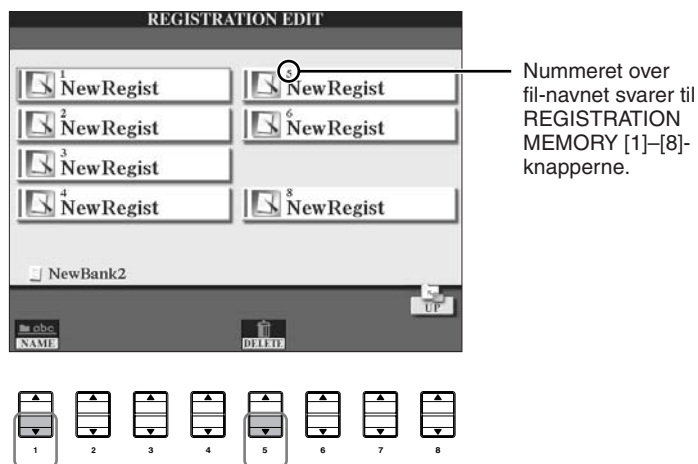 REGISTRATION EDIT
1
NewRegist
2
NewRegist
3
NewRegist
4
NewRegist
5
NewRegist
6
NewRegist
8
NewRegist
NewBank2
UP
abc
NAME
DELETE
Nummeret over
fil-navnet svarer til
REGISTRATION
MEMORY [1]–[8]-
knapperne.
1 2 3 4 5 6 7 8